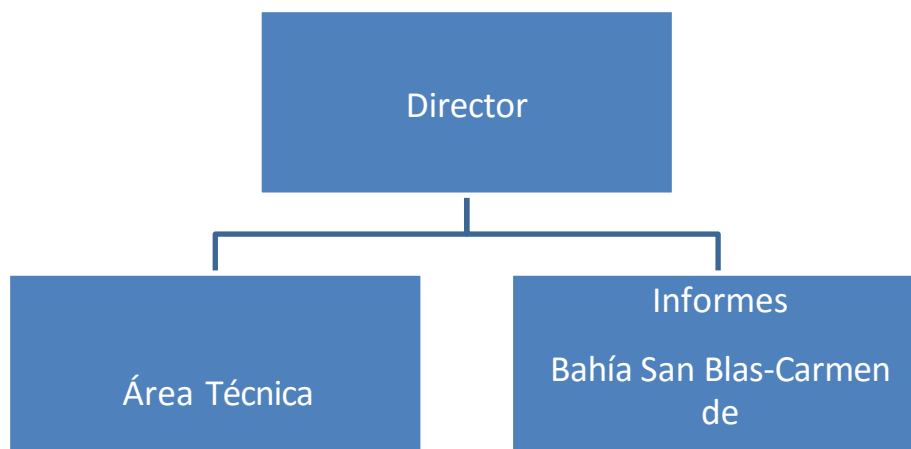 Director
Área Técnica
Informes
Bahía San Blas-Carmen
de